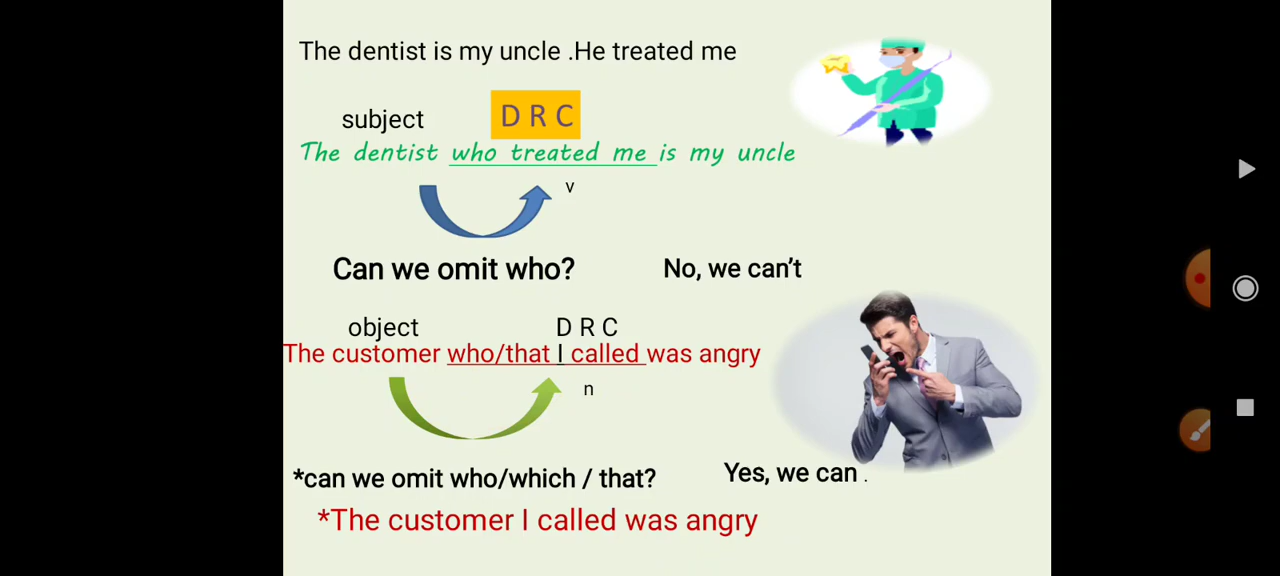 The dentist is my uncle .He treated me
subject D R C
The dentist who treated me is my uncle
v
Can we omit who? No, we can't
object D R C
The customer who/that I called was angry
n
*can we omit who/which / that? Yes, we can .
*The customer I called was angry